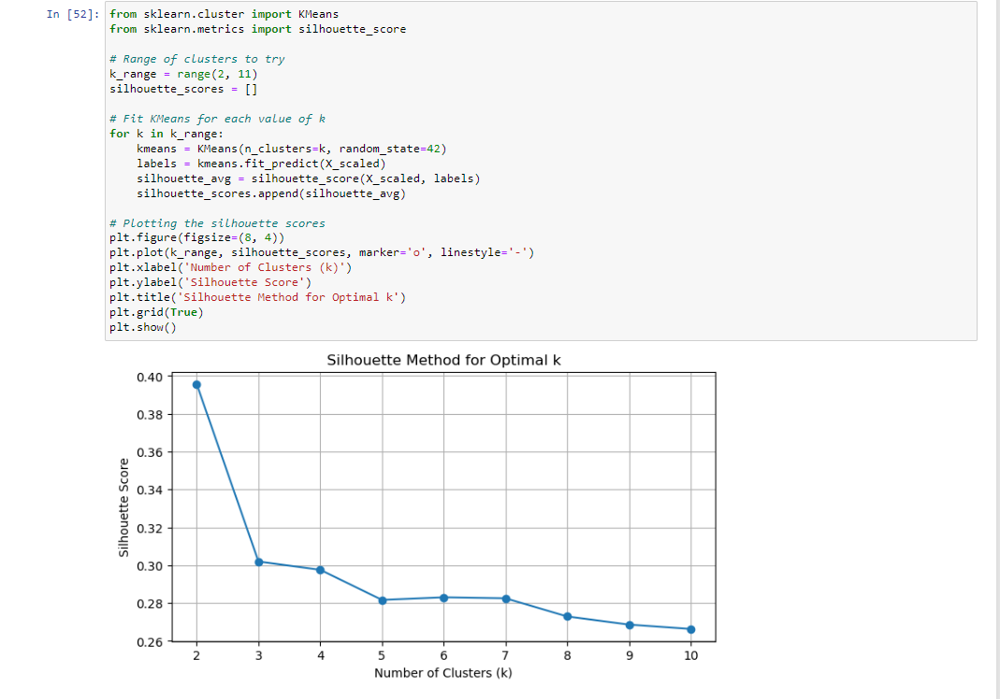 In [52]:
from sklearn.cluster import KMeans
from sklearn.metrics import silhouette_score
# Range of clusters to try
k_range = range(2, 11)
silhouette_scores = []
# Fit KMeans for each value of k
for k in k_range:
    kmeans = KMeans(n_clusters=k, random_state=42)
    labels = kmeans.fit_predict(X_scaled)
    silhouette_avg = silhouette_score(X_scaled, labels)
    silhouette_scores.append(silhouette_avg)
# Plotting the silhouette scores
plt.figure(figsize=(8, 4))
plt.plot(k_range, silhouette_scores, marker='o', linestyle='-')
plt.xlabel('Number of Clusters (k)')
plt.ylabel('Silhouette Score')
plt.title('Silhouette Method for Optimal k')
plt.grid(True)
plt.show()
Silhouette Method for Optimal k
Silhouette Score
0.40
0.38
0.36
0.34
0.32
0.30
0.28
0.26
2 3 4 5 6 7 8 9 10
Number of Clusters (k)